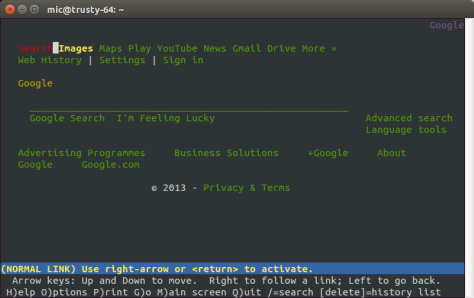 mic@trusty-64: ~
Google
Search Images Maps Play YouTube News Gmail Drive More »
Web History | Settings | Sign in
Google
Google Search I'm Feeling Lucky Advanced search
Language tools
Advertising Programmes Business Solutions +Google About
Google Google.com
© 2013 - Privacy & Terms
(NORMAL LINK) Use right-arrow or <return> to activate.
Arrow keys: Up and Down to move. Right to follow a link; Left to go back.
H)elp O)ptions P)rint G)o M)ain screen Q)uit /=search [delete]=history list